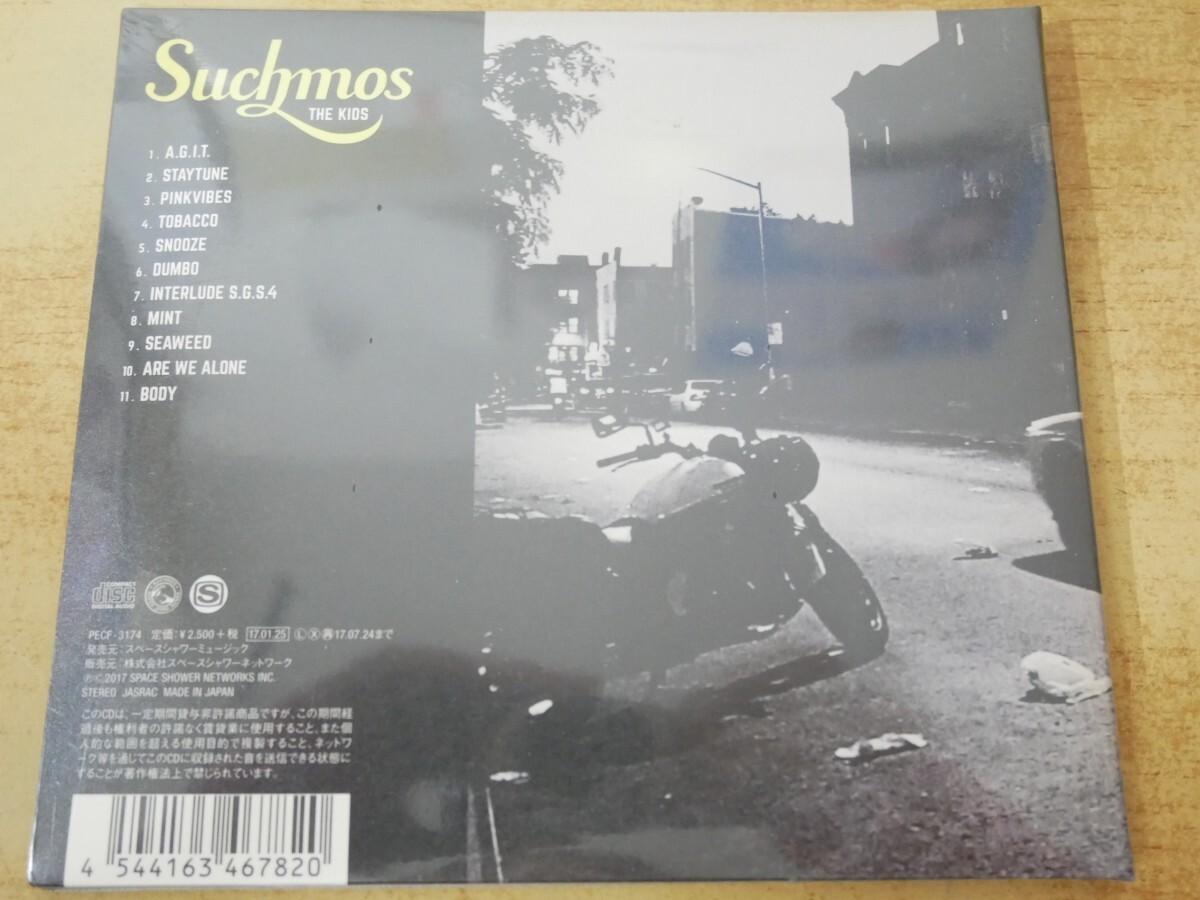 Suchmos
THE KIDS
1. A.G.I.T.
2. STAYTUNE
3. PINKVIBES
4. TOBACCO
5. SNOOZE
6. DUMBO
7. INTERLUDE S.G.S.4
8. MINT
9. SEAWEED
10. ARE WE ALONE
11. BODY
COMPACT
disc
DIGITAL AUDIO
S
PECF-3174 定価:¥2,500+税 17.01.25 Ⓛ Ⓧ 再 17.07.24まで
発売元:スペースシャワーミュージック
販売元:株式会社スペースシャワーネットワーク
℗© 2017 SPACE SHOWER NETWORKS INC.
STEREO JASRAC MADE IN JAPAN
このCDは、一定期間貸与非許諾商品ですが、この期間経
過後も権利者の許諾なく賃貸業に使用すること、また個
人的な範囲を超える使用目的で複製すること、ネットワ
ーク等を通じてこのCDに収録された音を送信できる状態に
することが著作権法上で禁じられています。
4 544163 467820